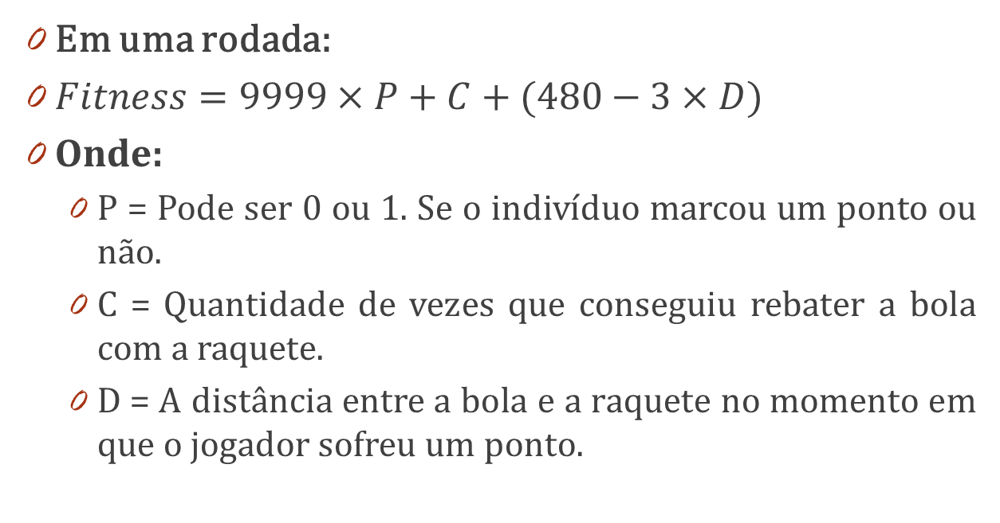 Em uma rodada:
Fitness = 9999 × P + C + (480 − 3 × D)
Onde:
P = Pode ser 0 ou 1. Se o indivíduo marcou um ponto ou
não.
C = Quantidade de vezes que conseguiu rebater a bola
com a raquete.
D = A distância entre a bola e a raquete no momento em
que o jogador sofreu um ponto.